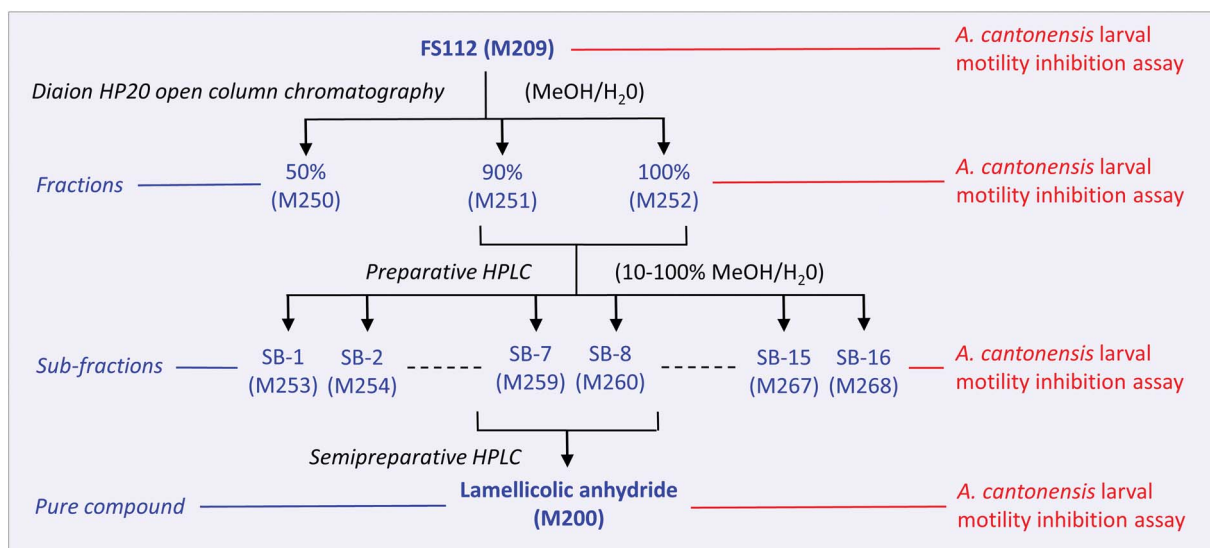 FS112 (M209)
A. cantonensis larval
motility inhibition assay
Diaion HP20 open column chromatography
(MeOH/H₂0)
Fractions
50%
(M250)
90%
(M251)
100%
(M252)
A. cantonensis larval
motility inhibition assay
Preparative HPLC
(10-100% MeOH/H₂0)
Sub-fractions
SB-1
(M253)
SB-2
(M254)
SB-7
(M259)
SB-8
(M260)
SB-15
(M267)
SB-16
(M268)
A. cantonensis larval
motility inhibition assay
Semipreparative HPLC
Pure compound
Lamellicolic anhydride
(M200)
A. cantonensis larval
motility inhibition assay